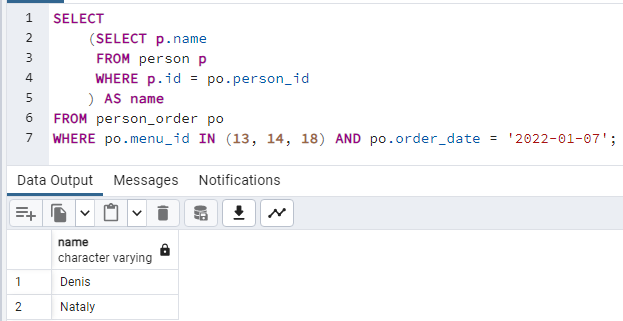 1 SELECT
2 (SELECT p.name
3 FROM person p
4 WHERE p.id = po.person_id
5 ) AS name
6 FROM person_order po
7 WHERE po.menu_id IN (13, 14, 18) AND po.order_date = '2022-01-07';
Data Output Messages Notifications
name
character varying
1 Denis
2 Nataly